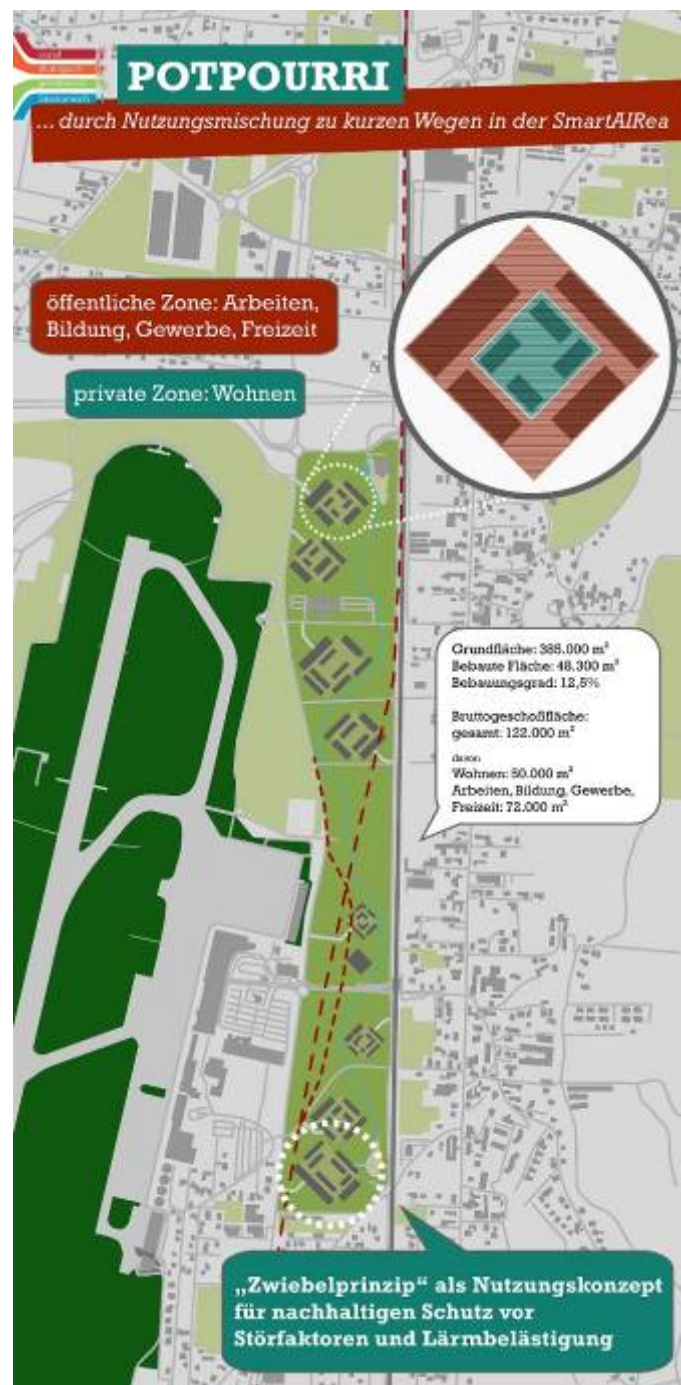 sozial
POTPOURRI
... durch Nutzungsmischung zu kurzen Wegen in der SmartAIRea
öffentliche Zone: Arbeiten,
Bildung, Gewerbe, Freizeit
private Zone: Wohnen
Grundfläche: 385.000 m²
Bebaute Fläche: 48.300 m²
Bebauungsgrad: 12,5%
Bruttogeschoßfläche:
gesamt: 122.000 m²
davon
Wohnen: 50.000 m²
Arbeiten, Bildung, Gewerbe,
Freizeit: 72.000 m²
„Zwiebelprinzip“ als Nutzungskonzept
für nachhaltigen Schutz vor
Störfaktoren und Lärmbelästigung